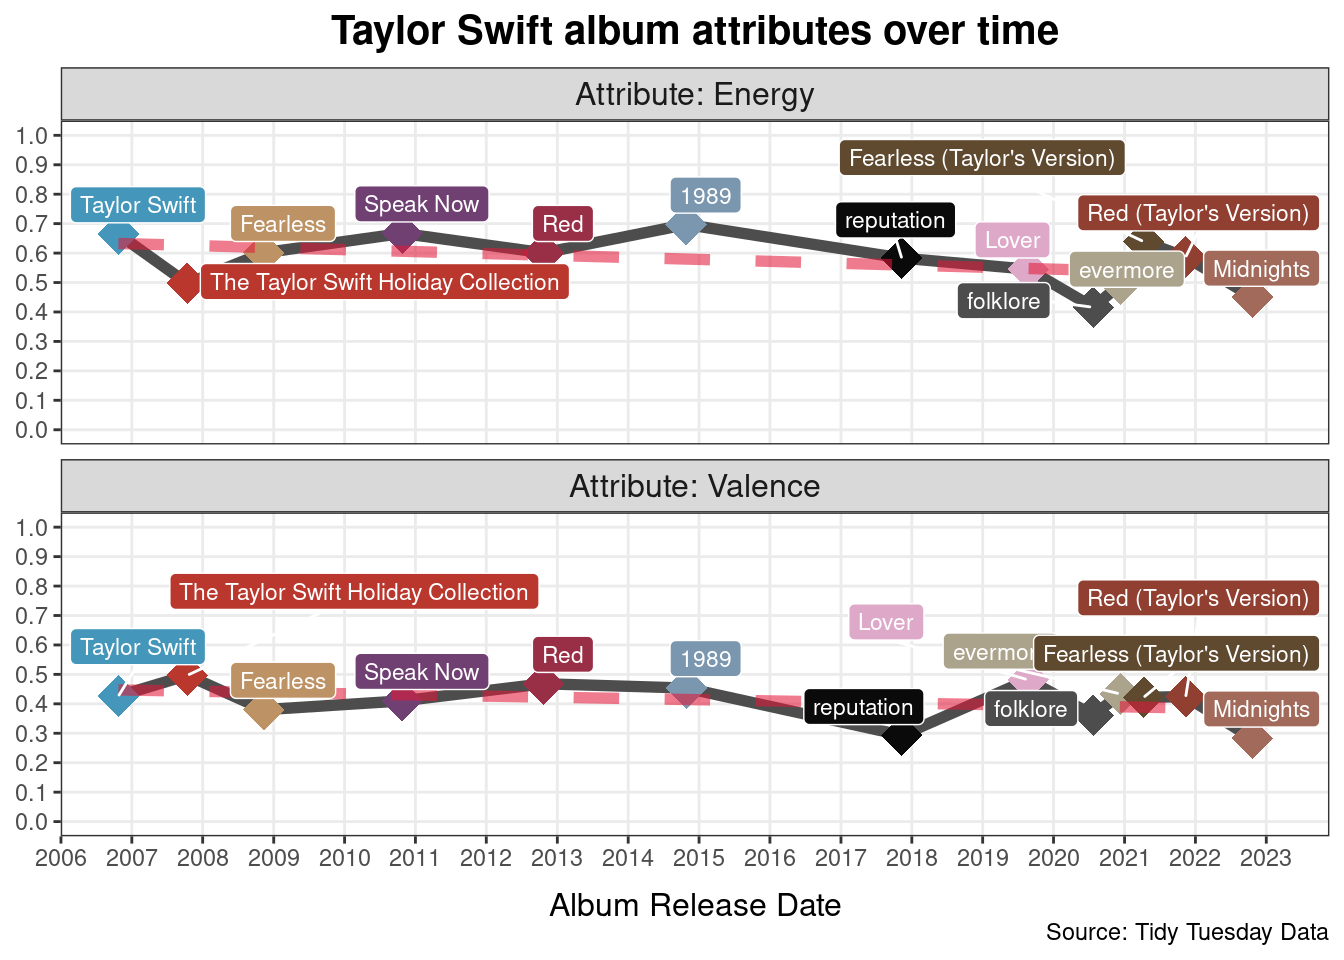 Taylor Swift album attributes over time
Attribute: Energy
1.0
0.9
0.8
0.7
0.6
0.5
0.4
0.3
0.2
0.1
0.0
Taylor Swift
Fearless
The Taylor Swift Holiday Collection
Speak Now
Red
1989
reputation
Lover
folklore
evermore
Fearless (Taylor's Version)
Red (Taylor's Version)
Midnights
Attribute: Valence
1.0
0.9
0.8
0.7
0.6
0.5
0.4
0.3
0.2
0.1
0.0
Taylor Swift
The Taylor Swift Holiday Collection
Fearless
Speak Now
Red
1989
reputation
Lover
folklore
evermor
Fearless (Taylor's Version)
Red (Taylor's Version)
Midnights
2006 2007 2008 2009 2010 2011 2012 2013 2014 2015 2016 2017 2018 2019 2020 2021 2022 2023
Album Release Date
Source: Tidy Tuesday Data